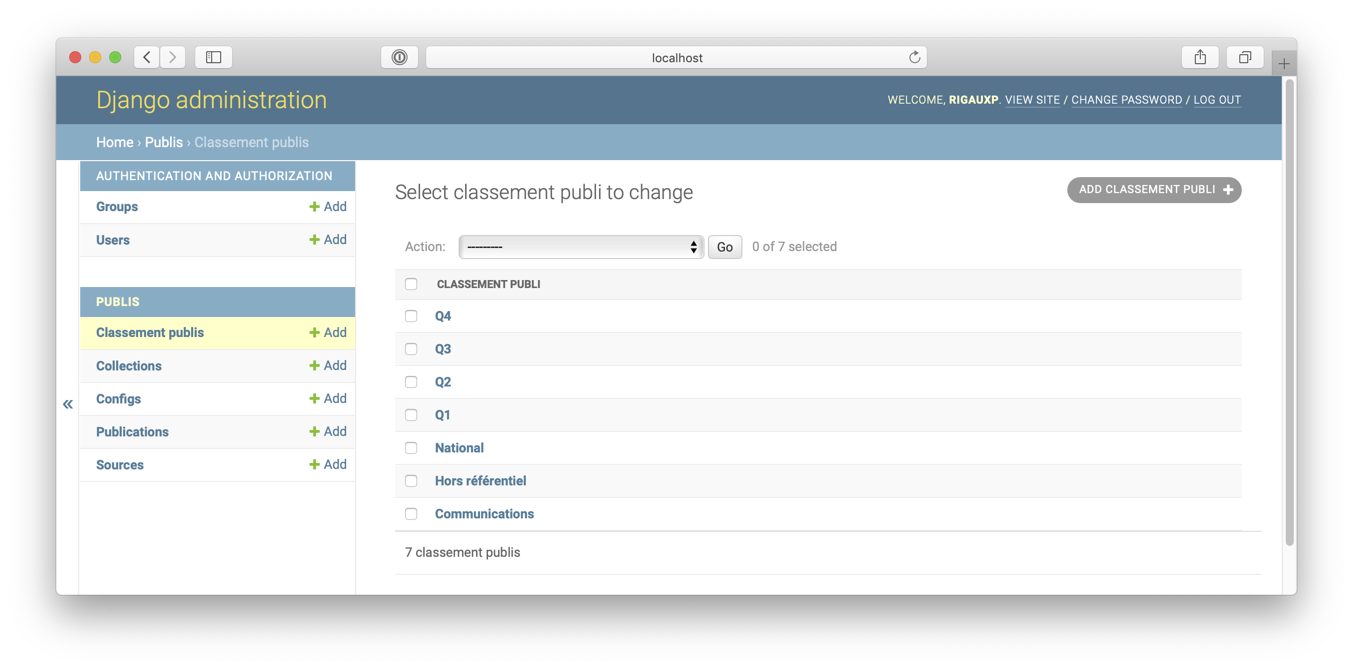 localhost
Django administration
WELCOME, RIGAUXP. VIEW SITE / CHANGE PASSWORD / LOG OUT
Home › Publis › Classement publis
AUTHENTICATION AND AUTHORIZATION
Groups + Add
Users + Add
PUBLIS
Classement publis + Add
Collections + Add
Configs + Add
Publications + Add
Sources + Add
«
Select classement publi to change
ADD CLASSEMENT PUBLI +
Action: --------- Go 0 of 7 selected
CLASSEMENT PUBLI
Q4
Q3
Q2
Q1
National
Hors référentiel
Communications
7 classement publis